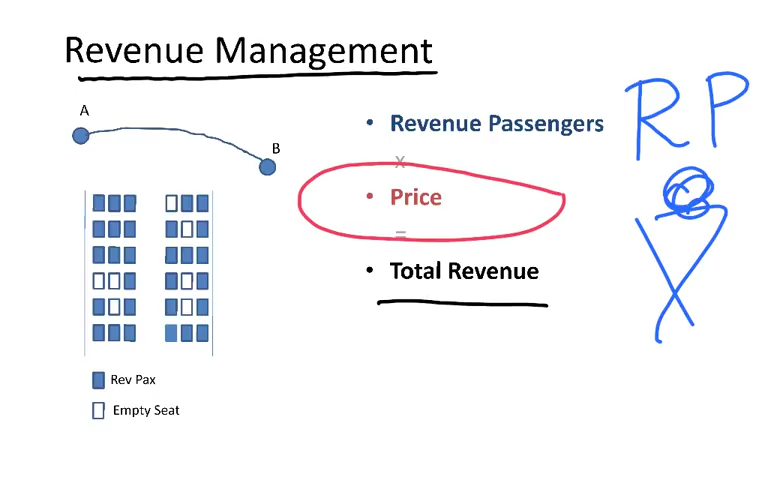 Revenue Management
A
B
• Revenue Passengers
x
• Price
=
• Total Revenue
RP
X
Rev Pax
Empty Seat